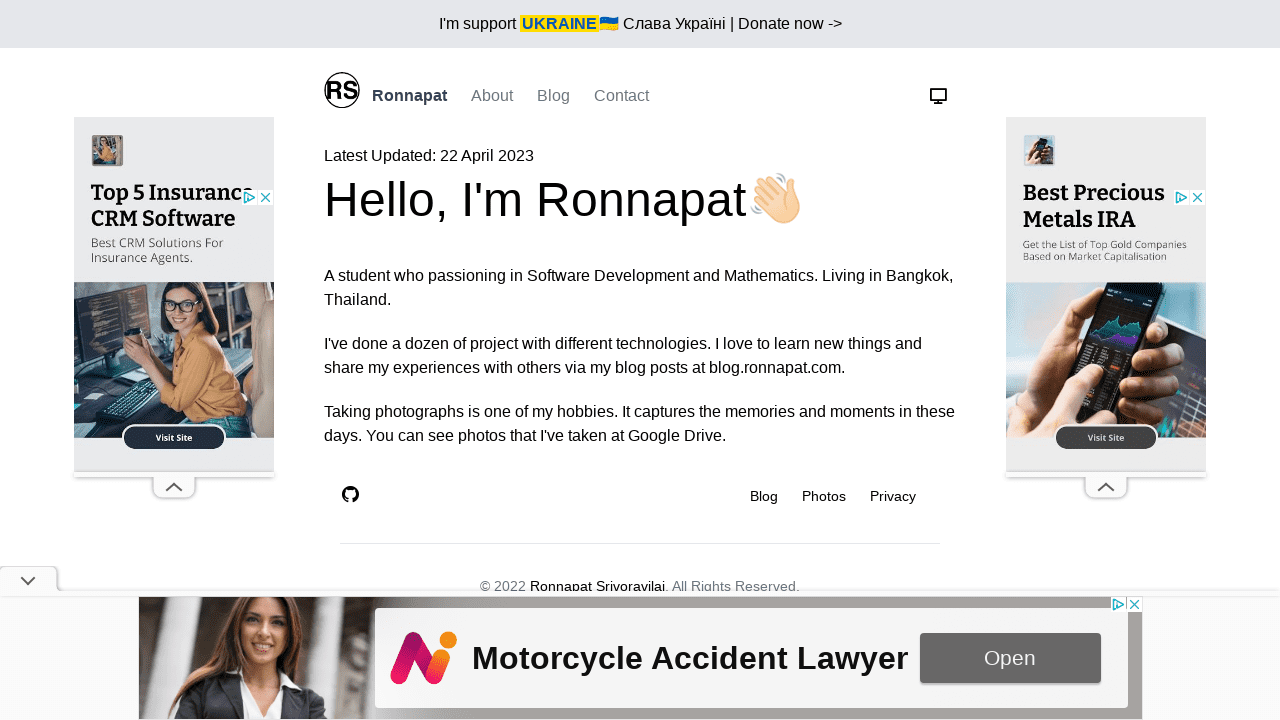 I'm support UKRAINE🇺🇦 Слава Україні | Donate now ->
RS
Ronnapat
About
Blog
Contact
Latest Updated: 22 April 2023
Hello, I'm Ronnapat👋🏻
A student who passioning in Software Development and Mathematics. Living in Bangkok,
Thailand.
I've done a dozen of project with different technologies. I love to learn new things and
share my experiences with others via my blog posts at blog.ronnapat.com.
Taking photographs is one of my hobbies. It captures the memories and moments in these
days. You can see photos that I've taken at Google Drive.
Blog
Photos
Privacy
© 2022 Ronnapat Srivoravilai. All Rights Reserved.
Top 5 Insurance
CRM Software
Best CRM Solutions For
Insurance Agents.
Visit Site
Best Precious
Metals IRA
Get the List of Top Gold Companies
Based on Market Capitalisation
Visit Site
Motorcycle Accident Lawyer
Open